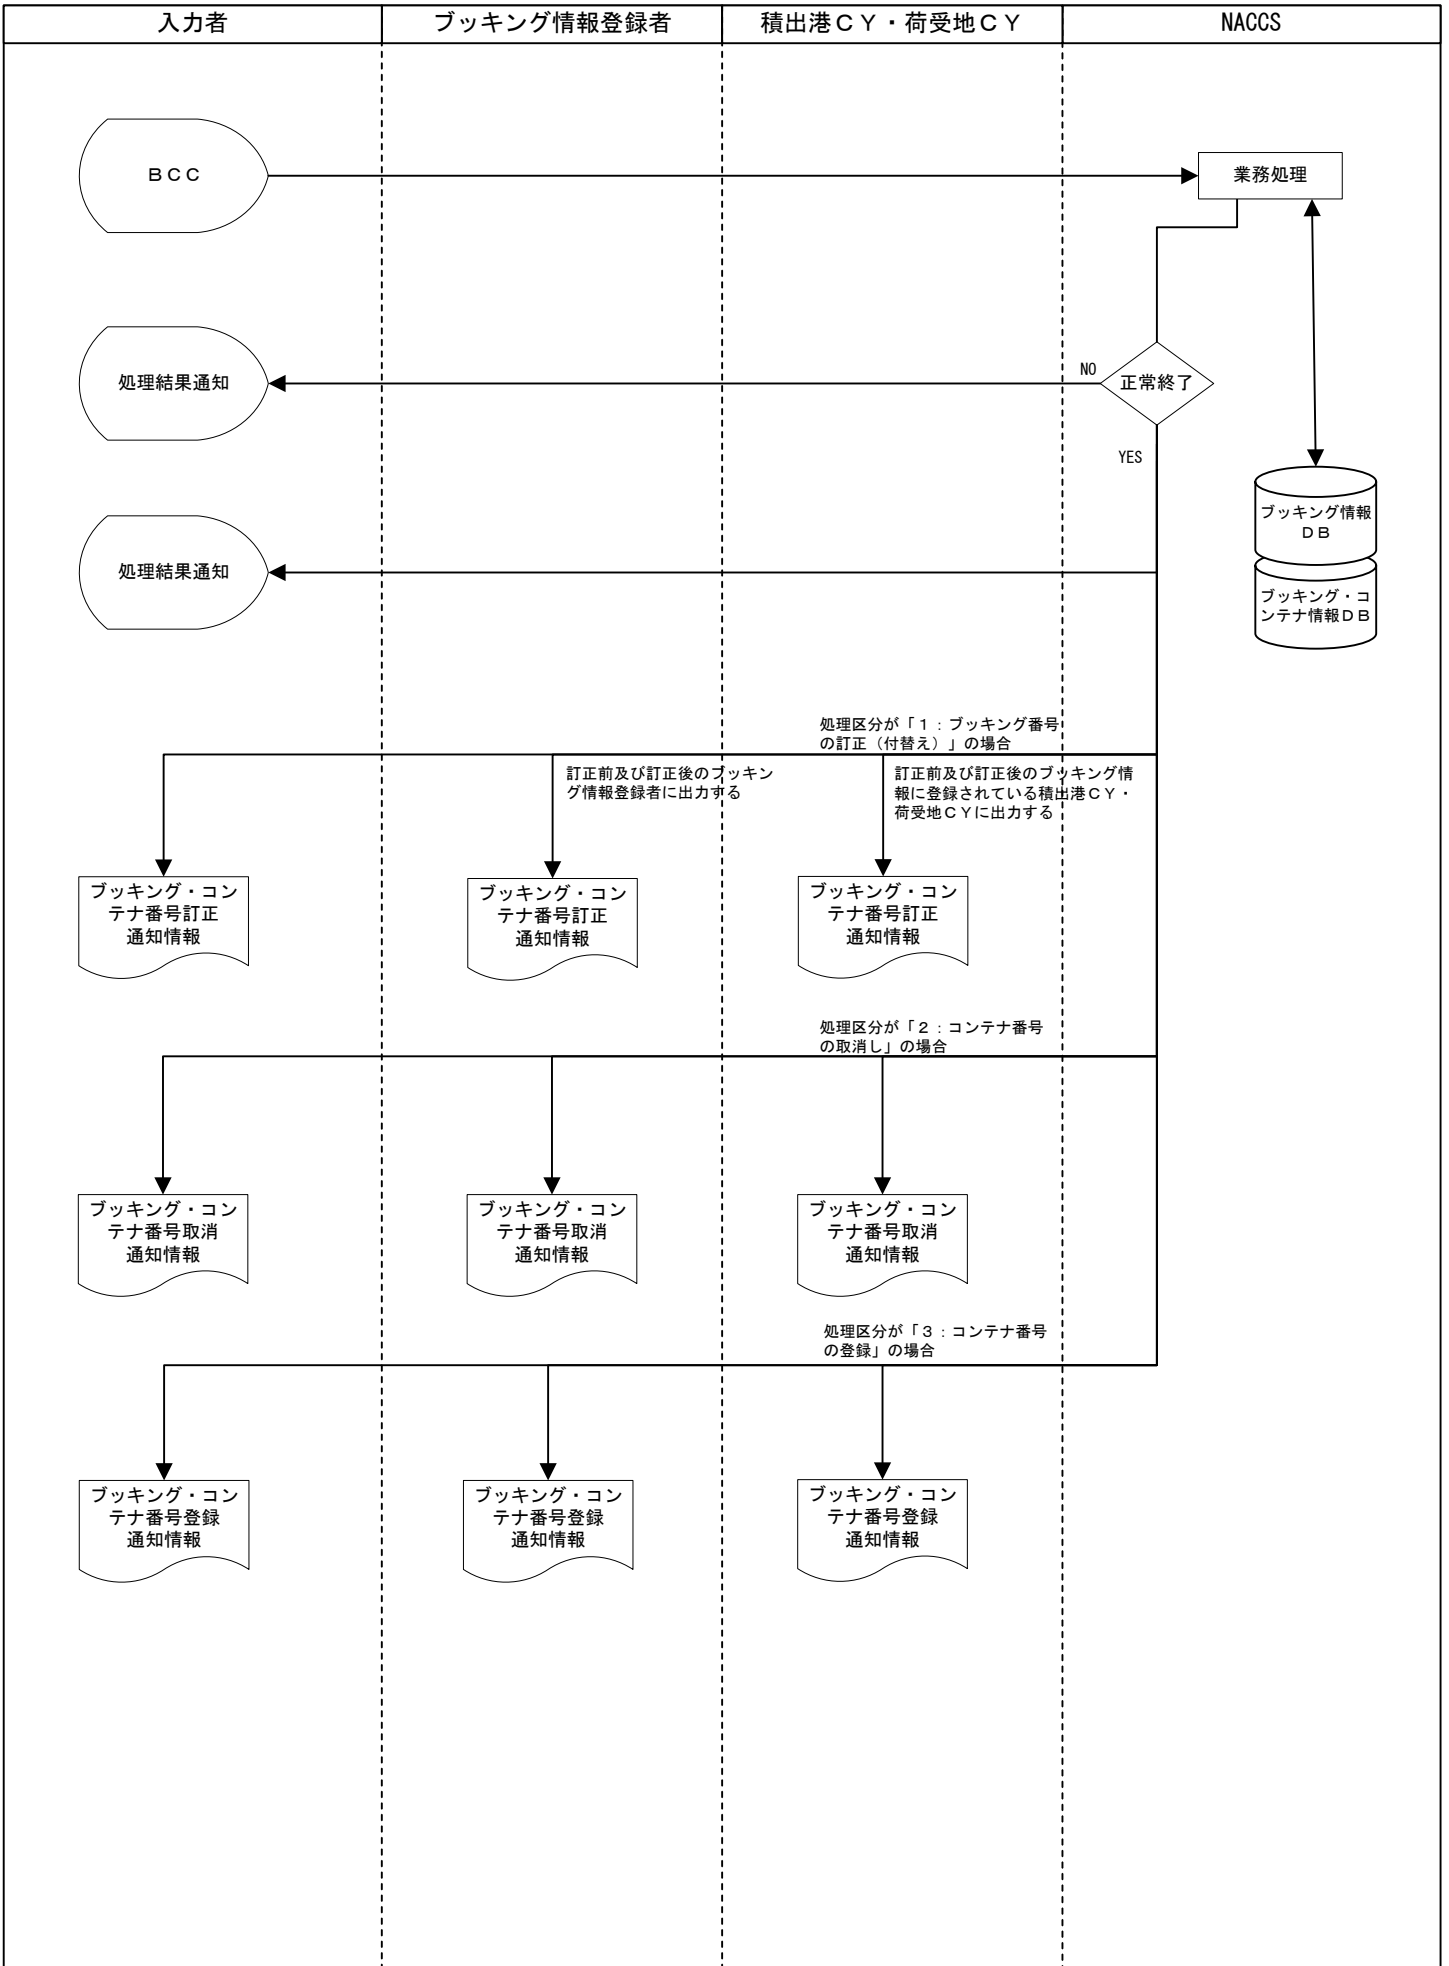 入力者
ブッキング情報登録者
積出港ＣＹ・荷受地ＣＹ
NACCS
ＢＣＣ
業務処理
処理結果通知
NO
正常終了
YES
ブッキング情報
ＤＢ
処理結果通知
ブッキング・コ
ンテナ情報ＤＢ
処理区分が「１：ブッキング番号
の訂正（付替え）」の場合
訂正前及び訂正後のブッキン
グ情報登録者に出力する
訂正前及び訂正後のブッキング情
報に登録されている積出港ＣＹ・
荷受地ＣＹに出力する
ブッキング・コン
テナ番号訂正
通知情報
ブッキング・コン
テナ番号訂正
通知情報
ブッキング・コン
テナ番号訂正
通知情報
処理区分が「２：コンテナ番号
の取消し」の場合
ブッキング・コン
テナ番号取消
通知情報
ブッキング・コン
テナ番号取消
通知情報
ブッキング・コン
テナ番号取消
通知情報
処理区分が「３：コンテナ番号
の登録」の場合
ブッキング・コン
テナ番号登録
通知情報
ブッキング・コン
テナ番号登録
通知情報
ブッキング・コン
テナ番号登録
通知情報